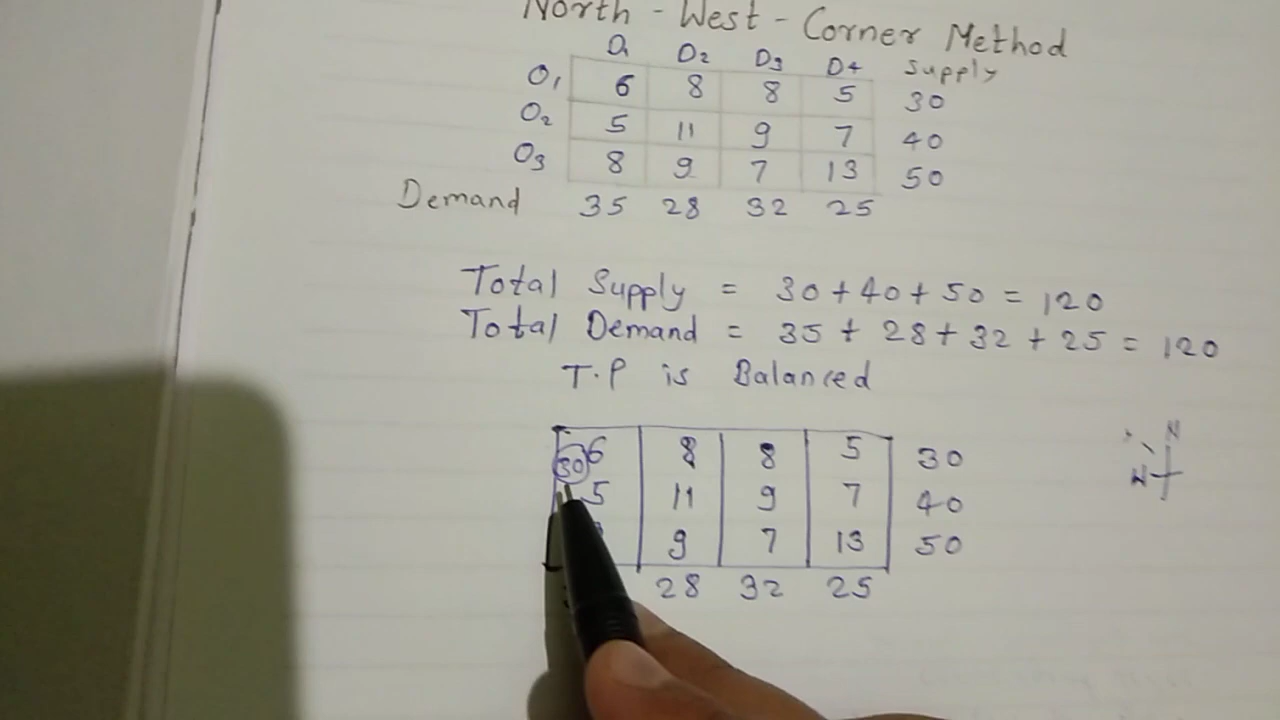 North - West - Corner Method
D1 D2 D3 D4 Supply
O1 6 8 8 5 30
O2 5 11 9 7 40
O3 8 9 7 13 50
Demand 35 28 32 25
Total Supply = 30 + 40 + 50 = 120
Total Demand = 35 + 28 + 32 + 25 = 120
T.P is Balanced
30 6 8 8 5 30
5 11 9 7 40
9 7 13 50
28 32 25
N
W